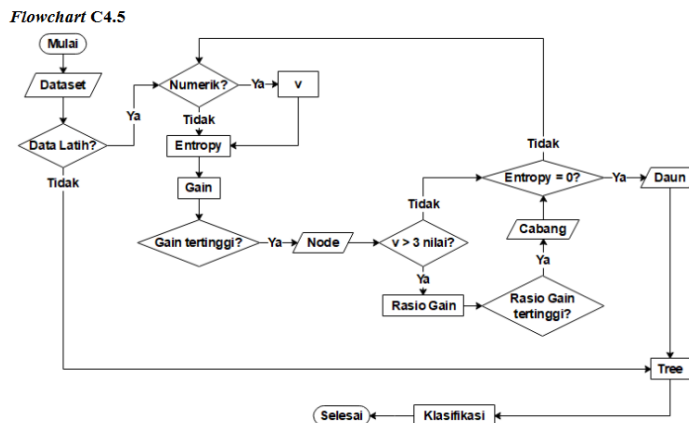 Flowchart C4.5
Mulai
Dataset
Data Latih?
Ya
Tidak
Numerik?
Ya
v
Tidak
Entropy
Gain
Gain tertinggi?
Ya
Node
v > 3 nilai?
Tidak
Ya
Rasio Gain
Rasio Gain
tertinggi?
Ya
Cabang
Entropy = 0?
Tidak
Ya
Daun
Tree
Klasifikasi
Selesai